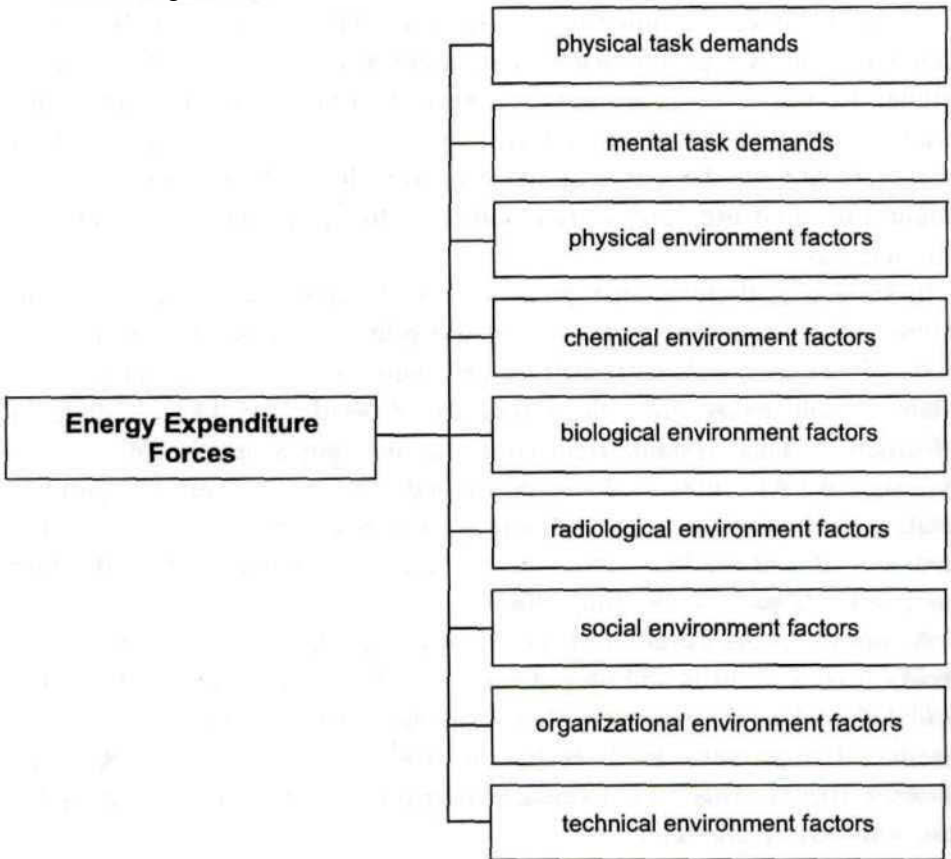 physical task demands
mental task demands
physical environment factors
chemical environment factors
Energy Expenditure
Forces
biological environment factors
radiological environment factors
social environment factors
organizational environment factors
technical environment factors